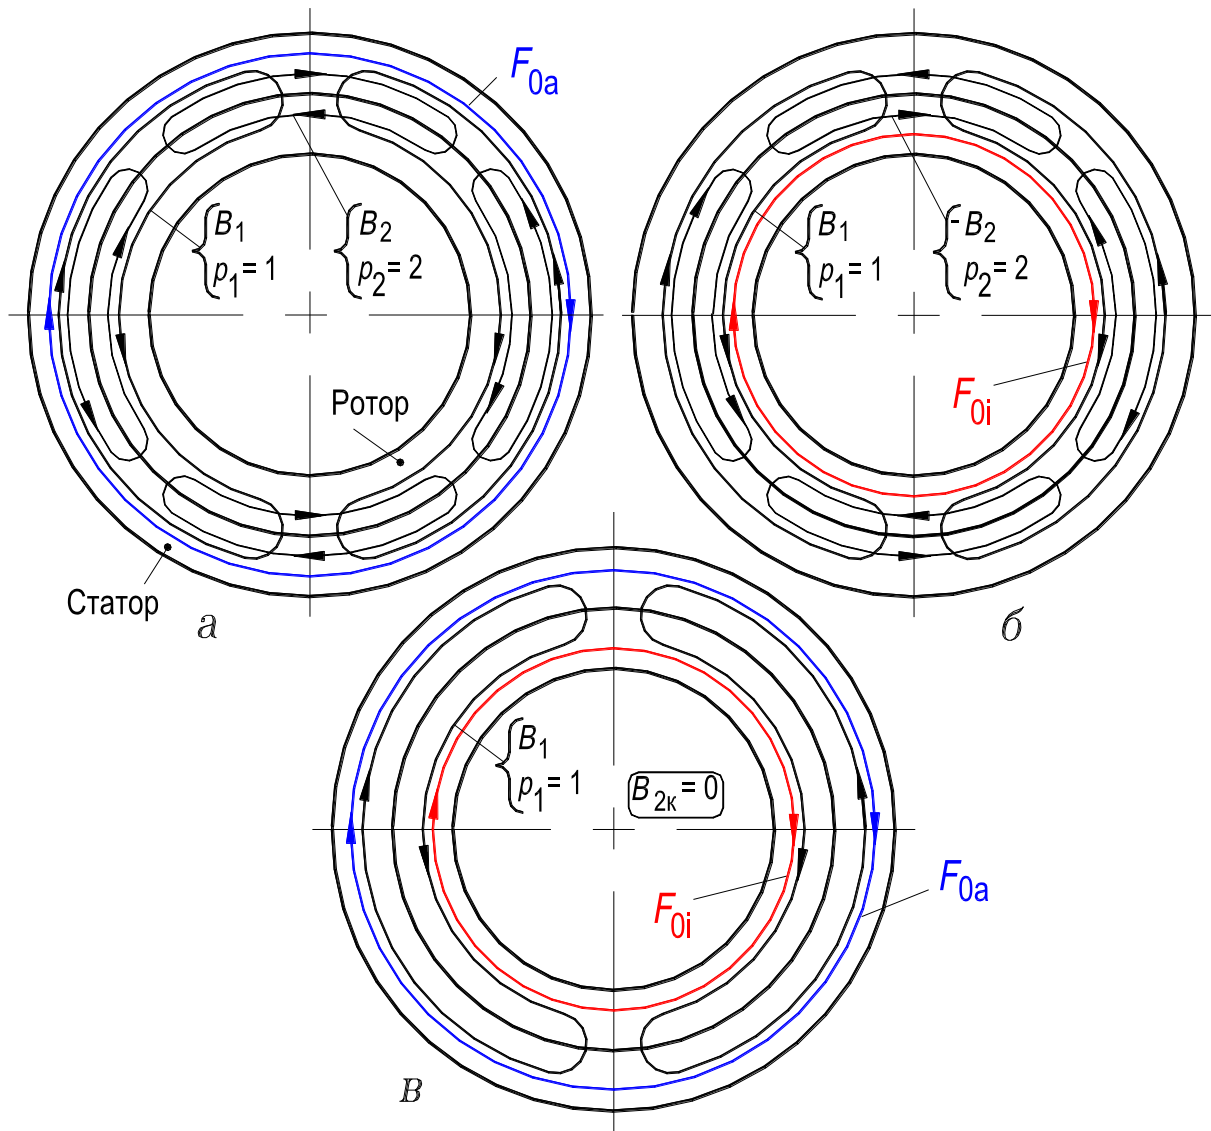 F0a
B1
p1 = 1
B2
p2 = 2
Ротор
Статор
а
B1
p1 = 1
-B2
p2 = 2
F0i
б
B1
p1 = 1
B2к = 0
F0i
F0a
в